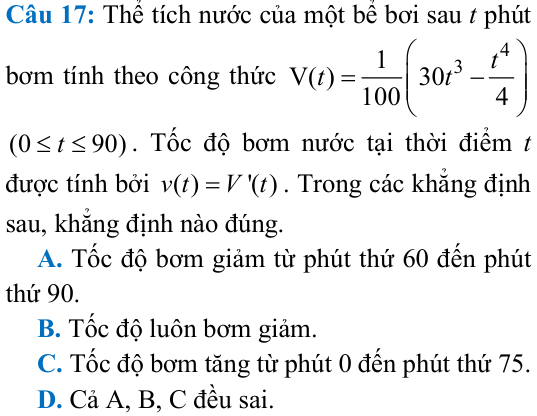 Câu 17: Thể tích nước của một bể bơi sau t phút
bơm tính theo công thức V(t) = \frac{1}{100}\left(30t^3 - \frac{t^4}{4}\right)
(0 ≤ t ≤ 90). Tốc độ bơm nước tại thời điểm t
được tính bởi v(t) = V'(t). Trong các khẳng định
sau, khẳng định nào đúng.
A. Tốc độ bơm giảm từ phút thứ 60 đến phút
thứ 90.
B. Tốc độ luôn bơm giảm.
C. Tốc độ bơm tăng từ phút 0 đến phút thứ 75.
D. Cả A, B, C đều sai.